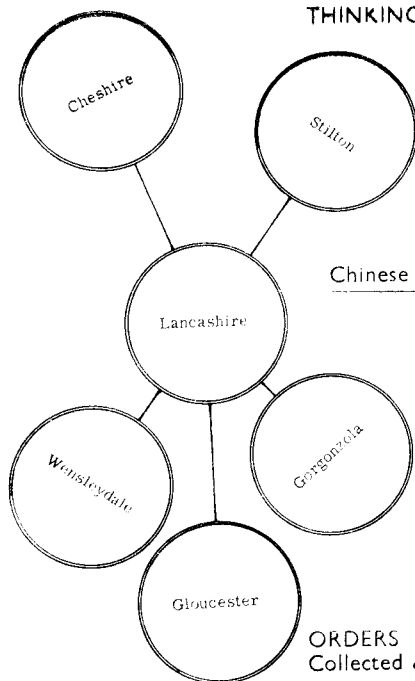 THINKING
Cheshire
Stilton
Chinese
Lancashire
Wensleydale
Gorgonzola
Gloucester
ORDERS
Collected &